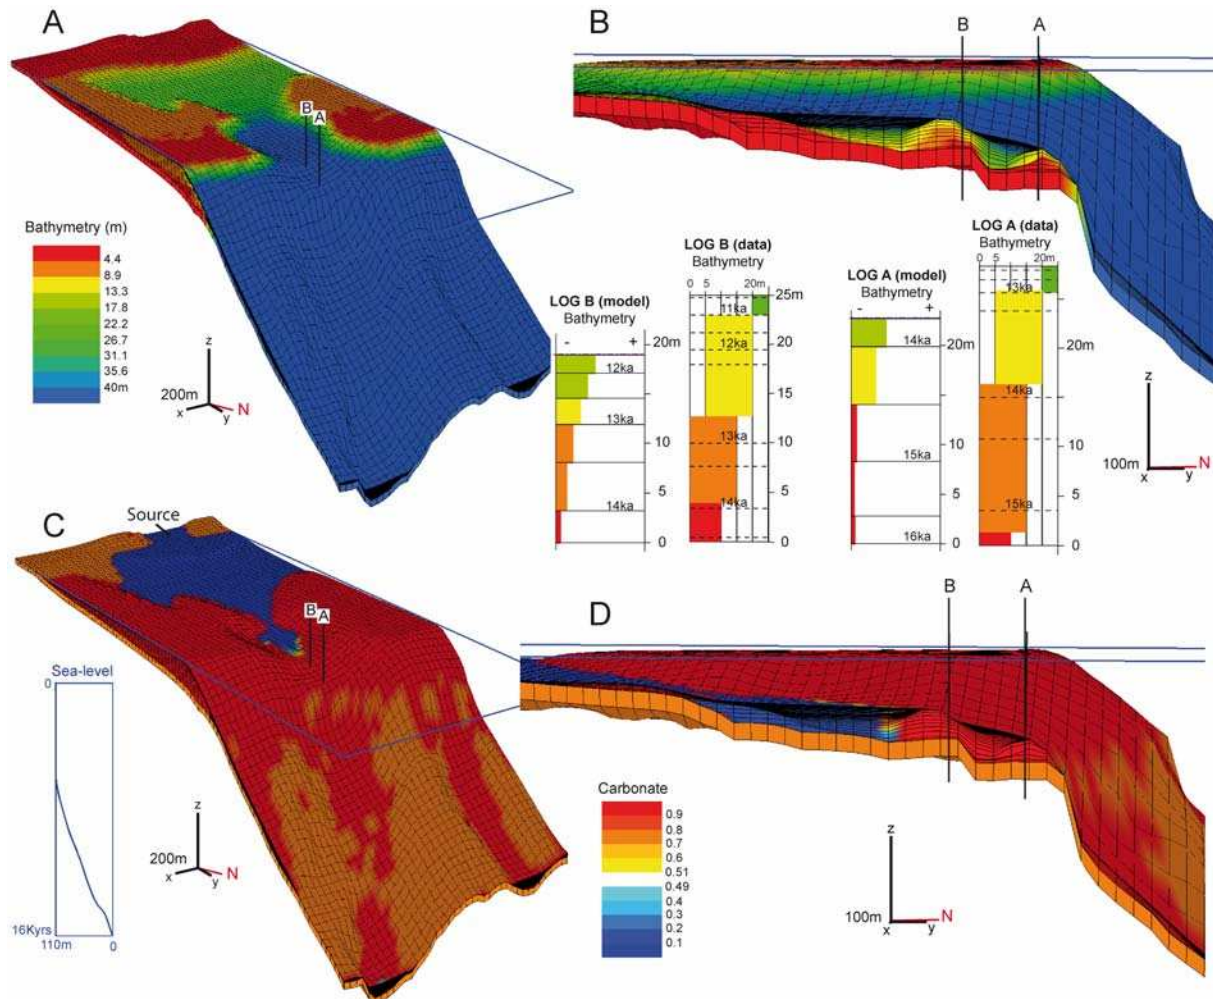 A
B
A
Bathymetry (m)
4.4
8.9
13.3
17.8
22.2
26.7
31.1
35.6
40m
z
200m
x
y
N
B
B
A
LOG B (model)
Bathymetry
- +
20m
12ka
13ka
10
5
14ka
0
LOG B (data)
Bathymetry
0 5 20m
25m
11ka
20
12ka
15
13ka
10
5
14ka
0
LOG A (model)
Bathymetry
- +
14ka
20m
15ka
10
5
16ka
0
LOG A (data)
Bathymetry
0 5 20m
13ka
20m
14ka
10
15ka
5
0
z
100m
x
y
N
C
Source
B
A
Sea-level
0
16Kyrs
110m
0
z
200m
x
y
N
D
B
A
Carbonate
0.9
0.8
0.7
0.6
0.51
0.49
0.4
0.3
0.2
0.1
z
100m
x
y
N